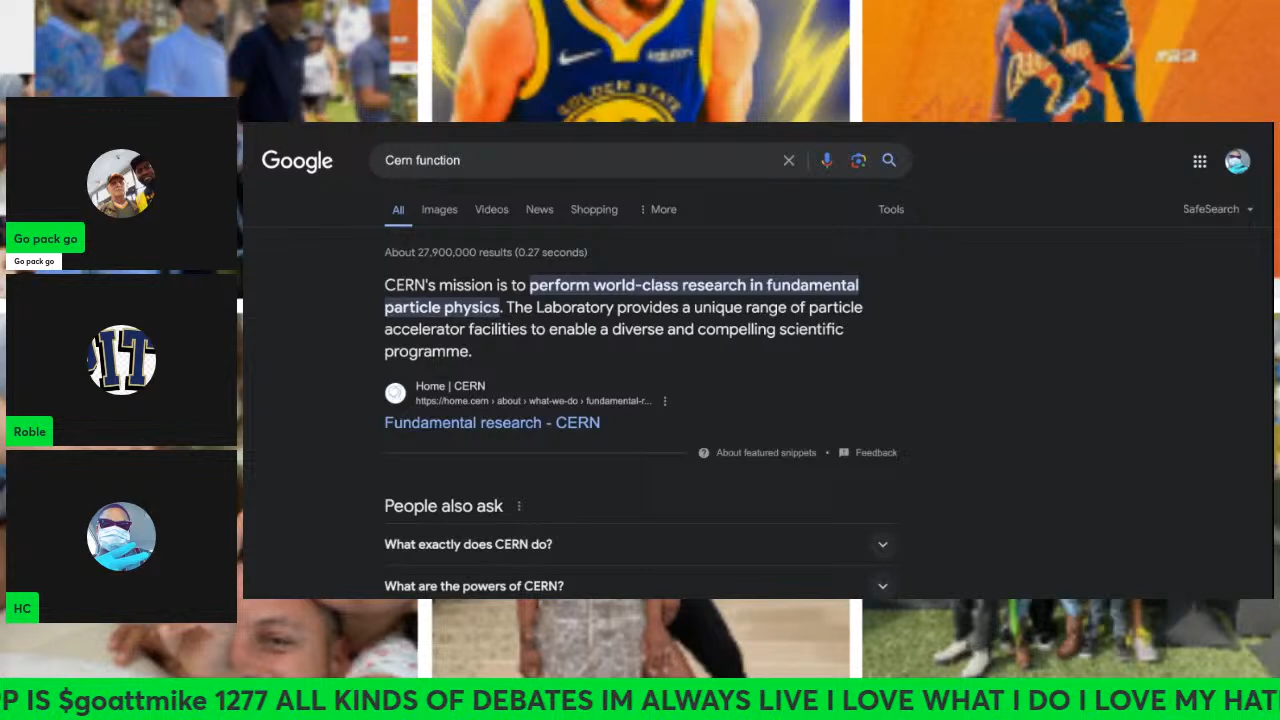 GOLDEN STATE
#23
Google
Cern function
All
Images
Videos
News
Shopping
More
Tools
SafeSearch
About 27,900,000 results (0.27 seconds)
CERN's mission is to perform world-class research in fundamental
particle physics. The Laboratory provides a unique range of particle
accelerator facilities to enable a diverse and compelling scientific
programme.
Home | CERN
https://home.cern › about › what-we-do › fundamental-r...
Fundamental research - CERN
About featured snippets • Feedback
People also ask
What exactly does CERN do?
What are the powers of CERN?
Go pack go
Go pack go
PIT
Roble
HC
PP IS $goattmike 1277 ALL KINDS OF DEBATES IM ALWAYS LIVE I LOVE WHAT I DO I LOVE MY HAT